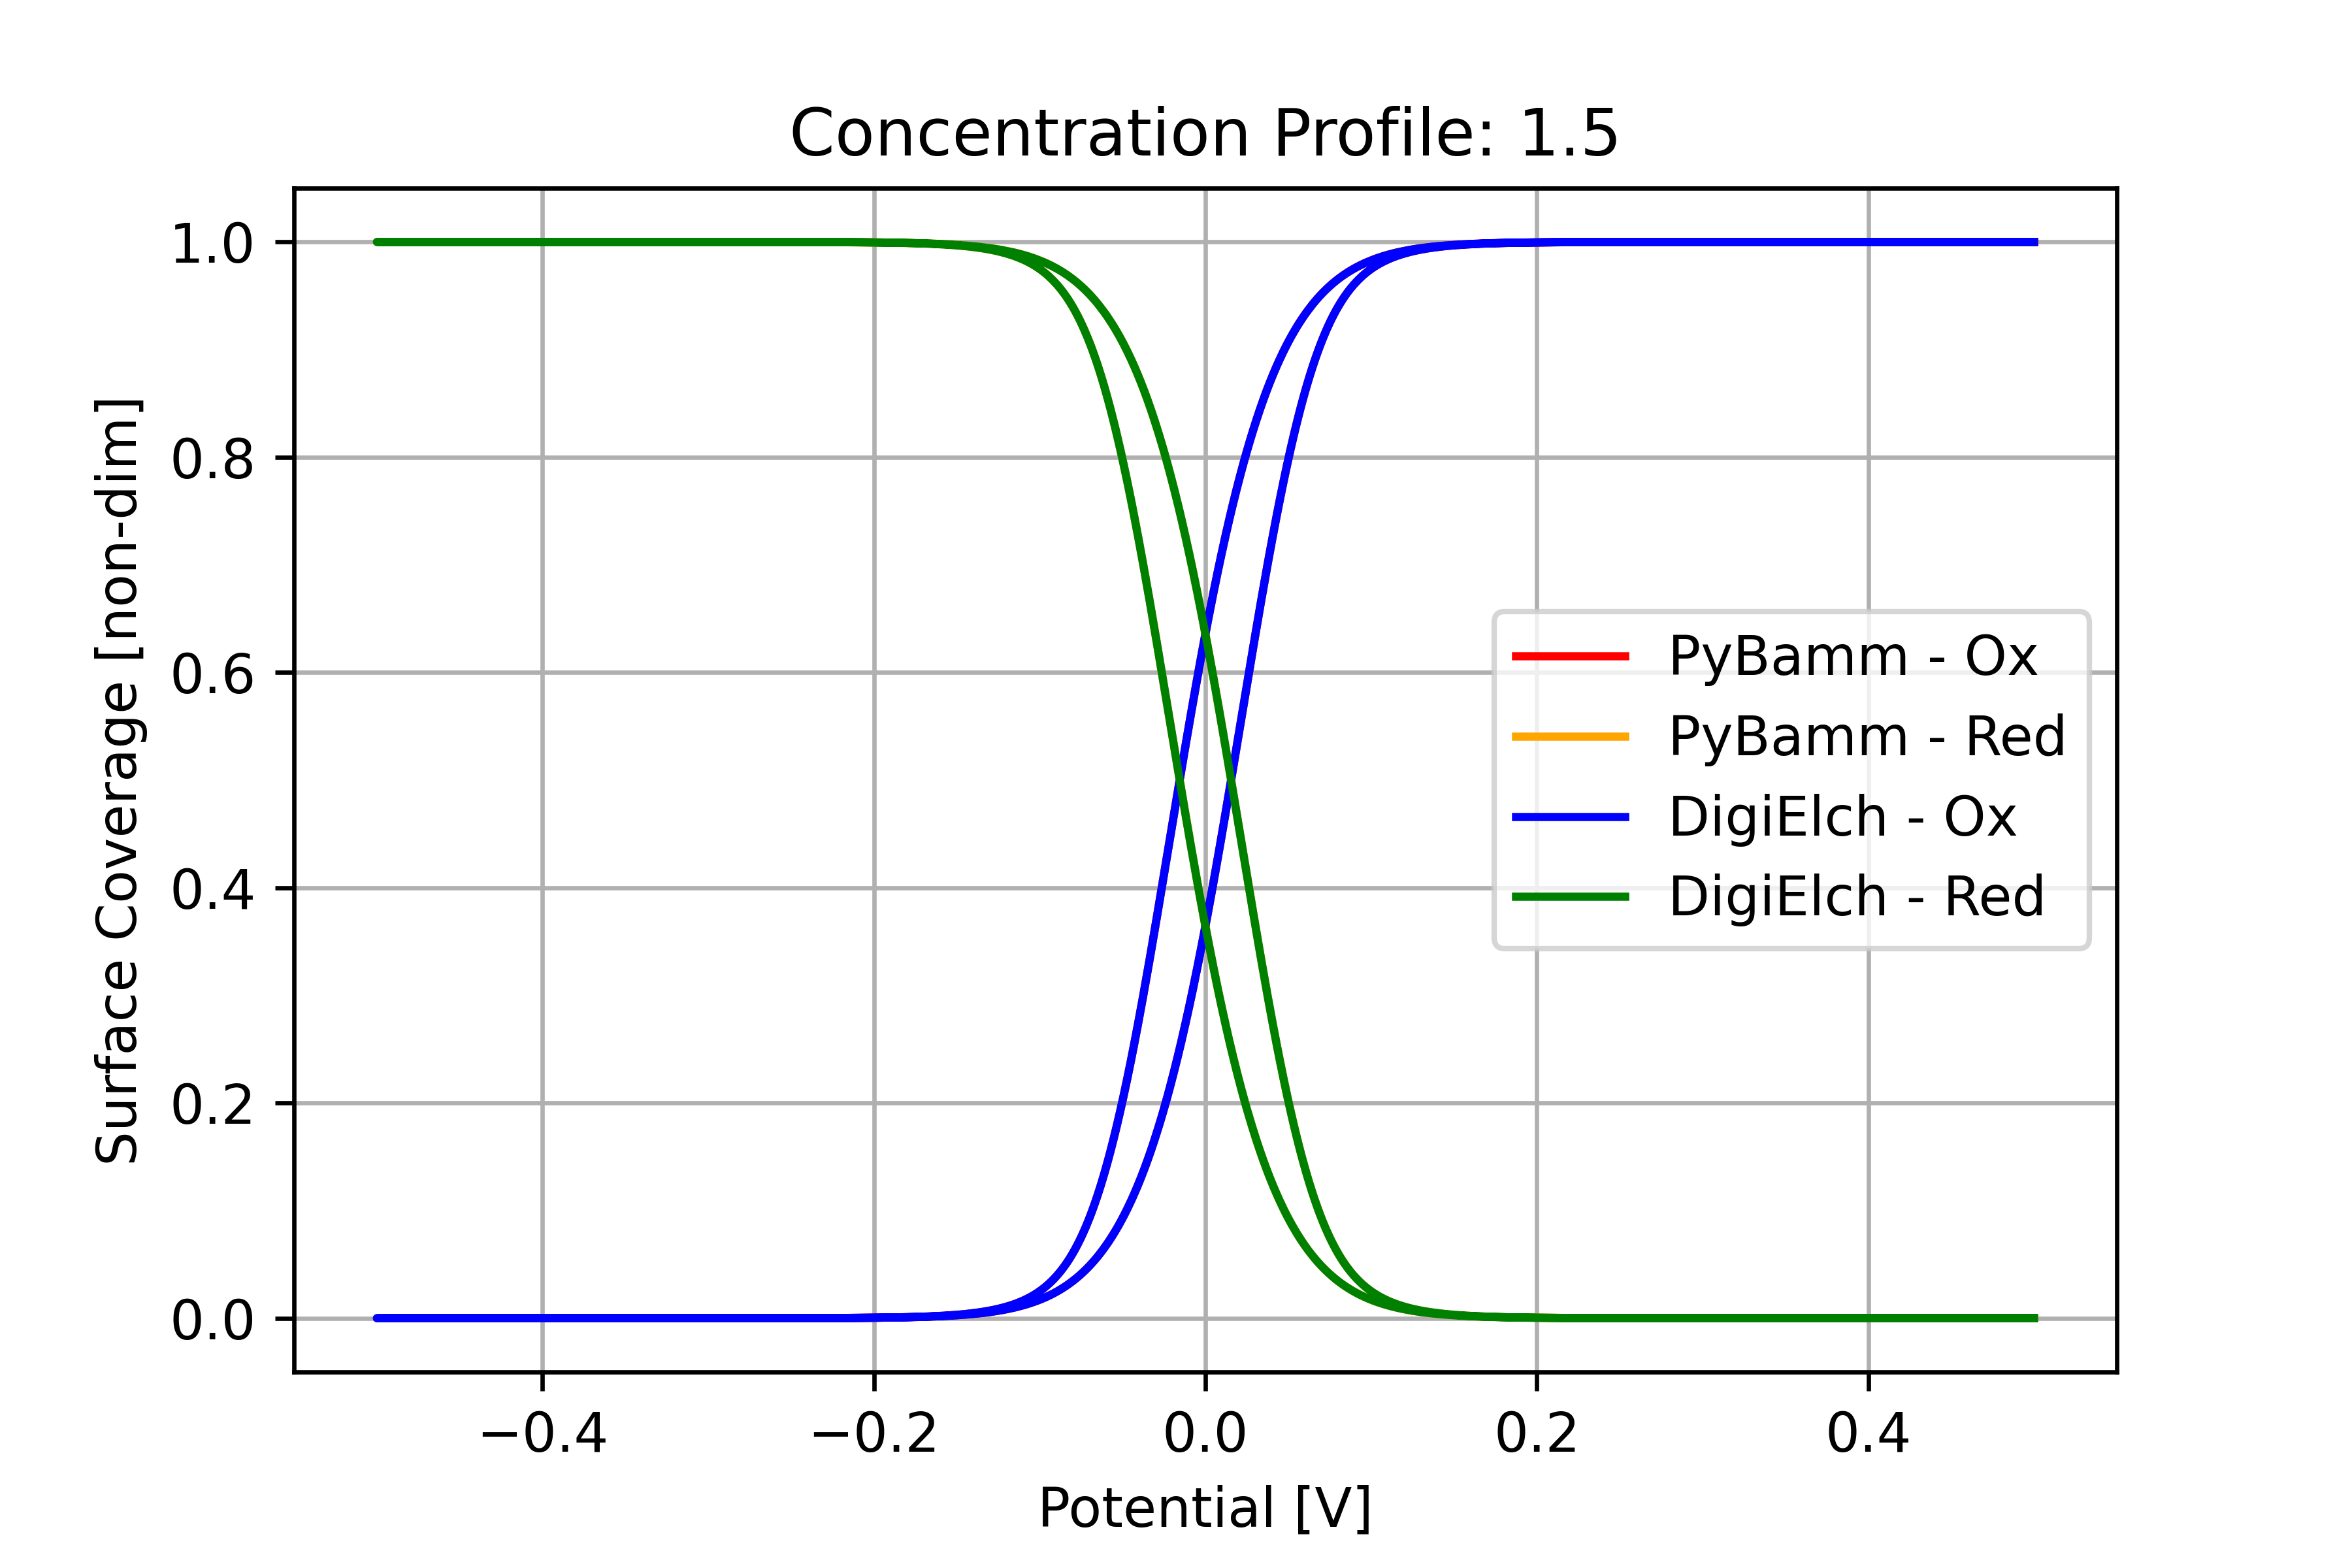 Concentration Profile: 1.5
Surface Coverage [non-dim]
1.0
0.8
0.6
0.4
0.2
0.0
PyBamm - Ox
PyBamm - Red
DigiElch - Ox
DigiElch - Red
−0.4 −0.2 0.0 0.2 0.4
Potential [V]